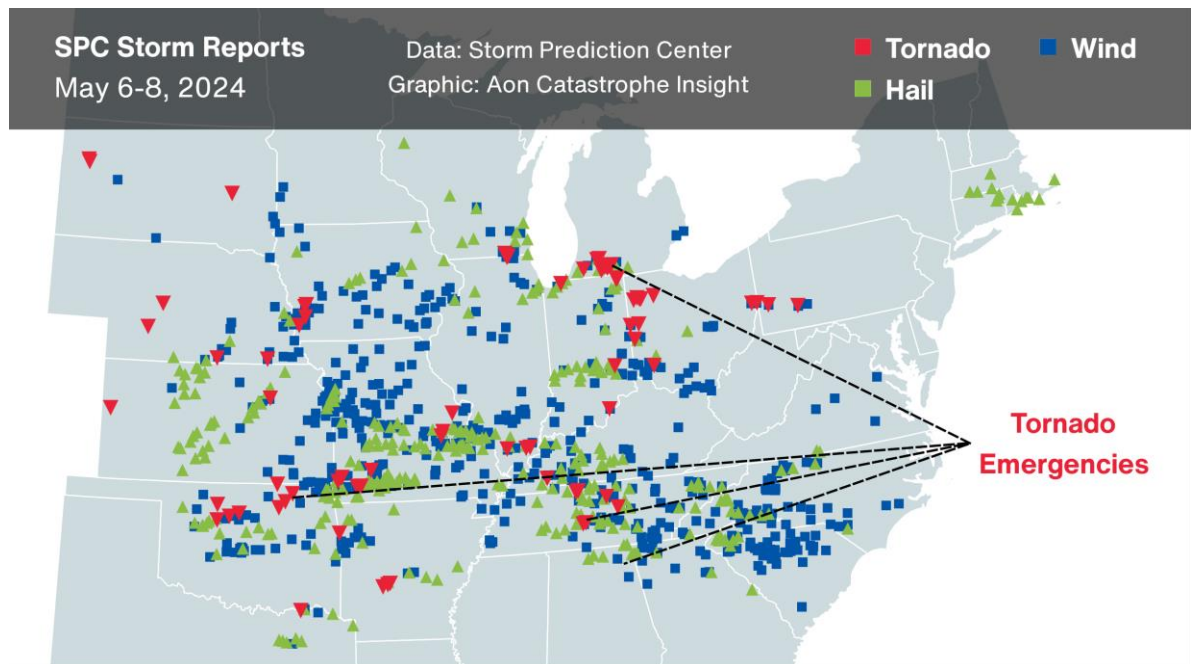 SPC Storm Reports
May 6-8, 2024
Data: Storm Prediction Center
Graphic: Aon Catastrophe Insight
Tornado
Wind
Hail
Tornado
Emergencies